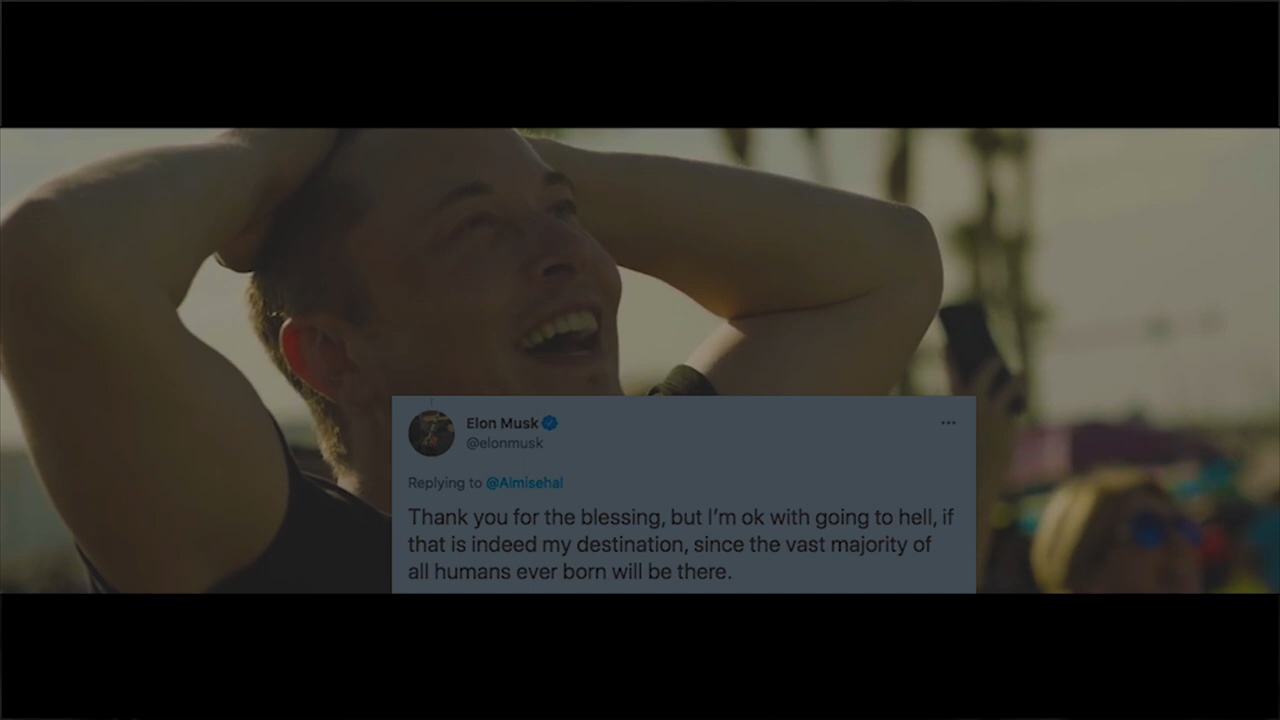 Elon Musk
@elonmusk
Replying to @Almisehal
Thank you for the blessing, but I'm ok with going to hell, if
that is indeed my destination, since the vast majority of
all humans ever born will be there.